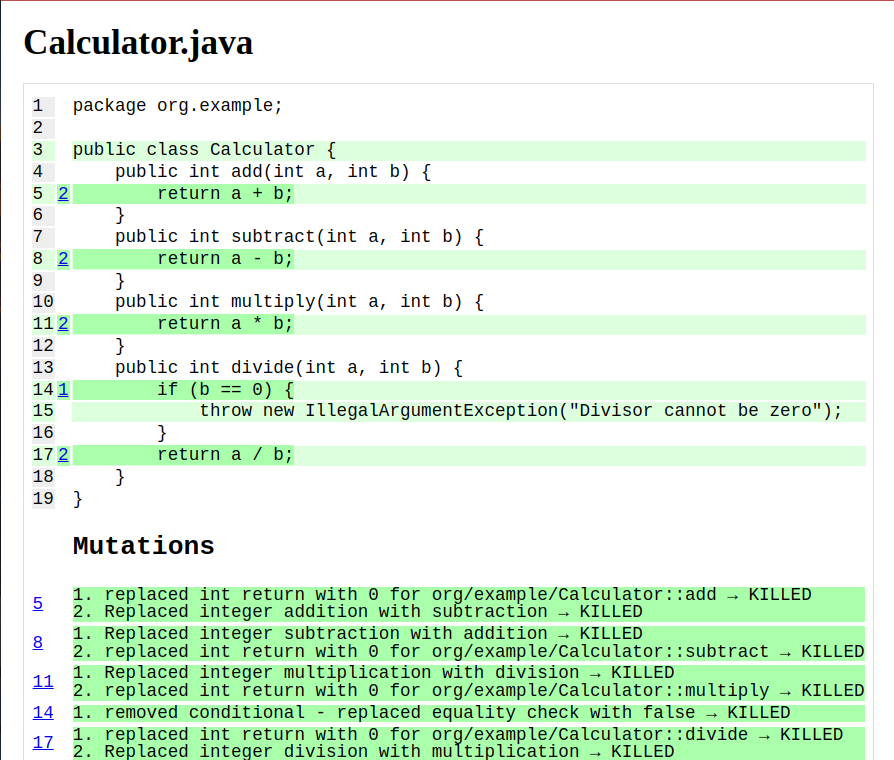 Calculator.java
1 package org.example;
2
3 public class Calculator {
4 public int add(int a, int b) {
5 2 return a + b;
6 }
7 public int subtract(int a, int b) {
8 2 return a - b;
9 }
10 public int multiply(int a, int b) {
11 2 return a * b;
12 }
13 public int divide(int a, int b) {
14 1 if (b == 0) {
15 throw new IllegalArgumentException("Divisor cannot be zero");
16 }
17 2 return a / b;
18 }
19 }
Mutations
5 1. replaced int return with 0 for org/example/Calculator::add → KILLED
2. Replaced integer addition with subtraction → KILLED
8 1. Replaced integer subtraction with addition → KILLED
2. replaced int return with 0 for org/example/Calculator::subtract → KILLED
11 1. Replaced integer multiplication with division → KILLED
2. replaced int return with 0 for org/example/Calculator::multiply → KILLED
14 1. removed conditional - replaced equality check with false → KILLED
17 1. replaced int return with 0 for org/example/Calculator::divide → KILLED
2. Replaced integer division with multiplication → KILLED